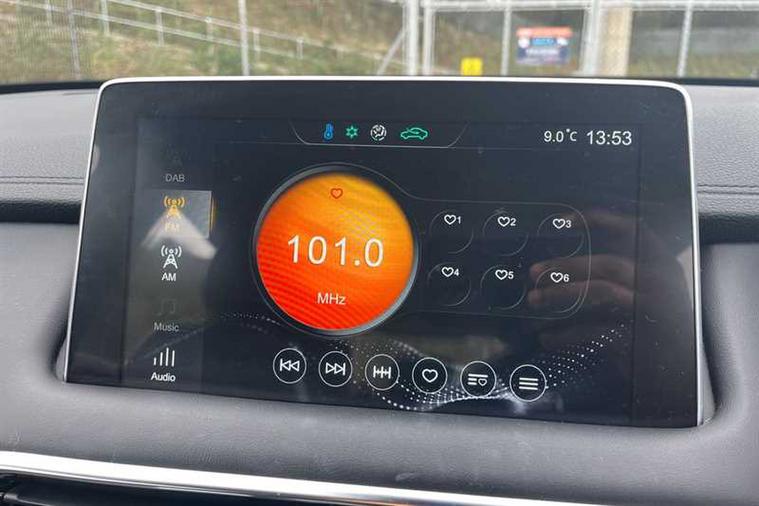 9.0°C 13:53
DAB
FM
AM
Music
Audio
101.0
MHz
1 2 3
4 5 6